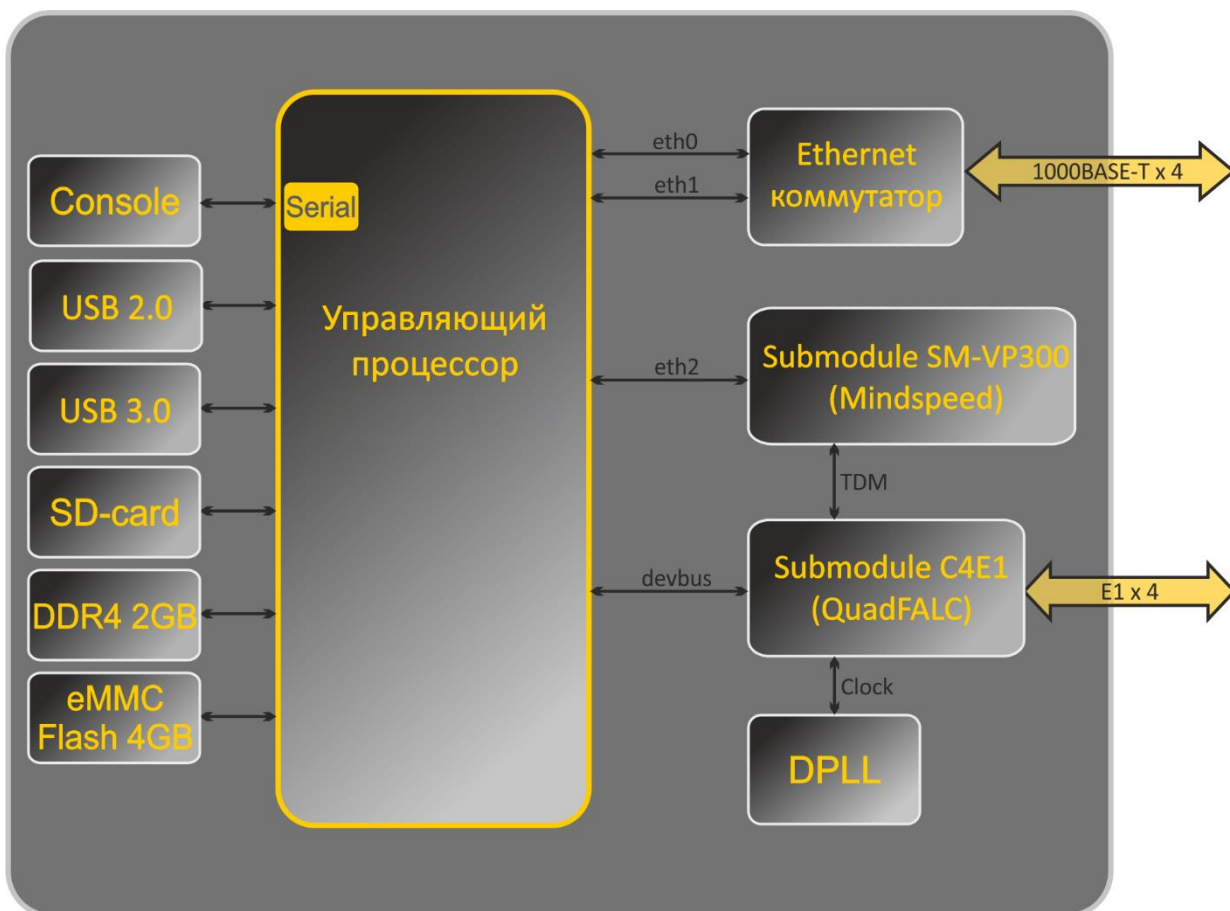 Console
USB 2.0
USB 3.0
SD-card
DDR4 2GB
eMMC
Flash 4GB
Serial
Управляющий
процессор
eth0
eth1
eth2
devbus
Ethernet
коммутатор
1000BASE-T x 4
Submodule SM-VP300
(Mindspeed)
TDM
Submodule C4E1
(QuadFALC)
E1 x 4
Clock
DPLL